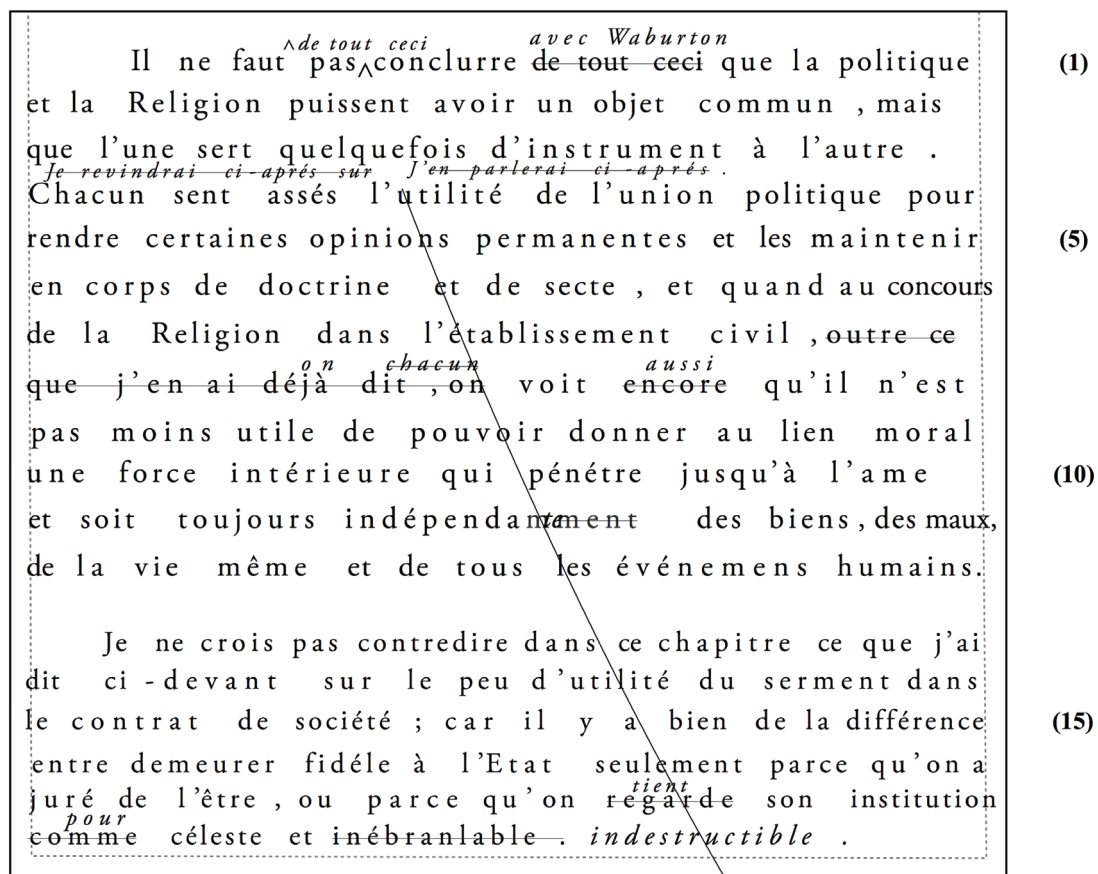 ^de tout ceci avec Waburton
Il ne faut pas^conclurre de tout ceci que la politique (1)
et la Religion puissent avoir un objet commun , mais
que l’une sert quelquefois d’instrument à l’autre .
Je revindrai ci-aprés sur J’en parlerai ci-aprés .
Chacun sent assés l’utilité de l’union politique pour
rendre certaines opinions permanentes et les maintenir (5)
en corps de doctrine et de secte , et quand au concours
de la Religion dans l’établissement civil , outre ce
on chacun aussi
que j’en ai déjà dit , on voit encore qu’il n’est
pas moins utile de pouvoir donner au lien moral
une force intérieure qui pénétre jusqu’à l’ame (10)
et soit toujours indépendantement des biens , des maux,
de la vie même et de tous les événemens humains.
Je ne crois pas contredire dans ce chapitre ce que j’ai
dit ci-devant sur le peu d’utilité du serment dans
le contrat de société ; car il y a bien de la différence (15)
entre demeurer fidéle à l’Etat seulement parce qu’on a
tient
juré de l’être , ou parce qu’on regarde son institution
pour
comme céleste et inébranlable . indestructible .